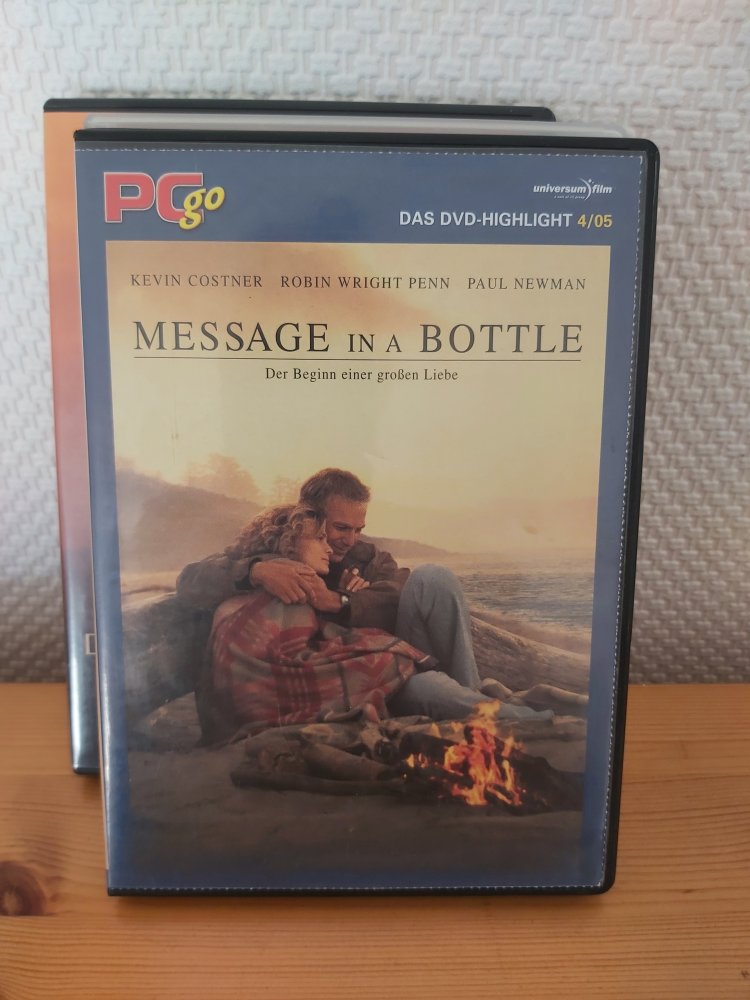 PCgo
universum film
DAS DVD-HIGHLIGHT 4/05
KEVIN COSTNER ROBIN WRIGHT PENN PAUL NEWMAN
MESSAGE IN A BOTTLE
Der Beginn einer großen Liebe
D